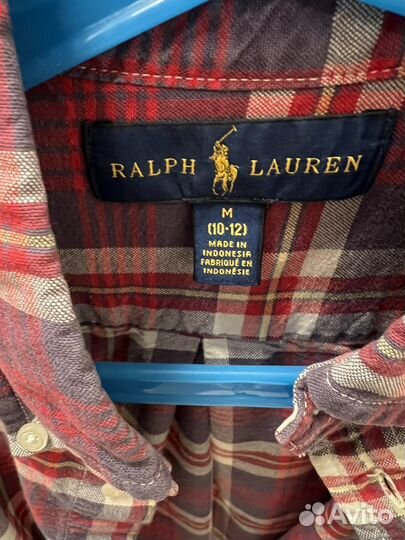 RALPH LAUREN
M
(10-12)
MADE IN
INDONESIA
FABRIQUÉ EN
INDONÉSIE
Avito